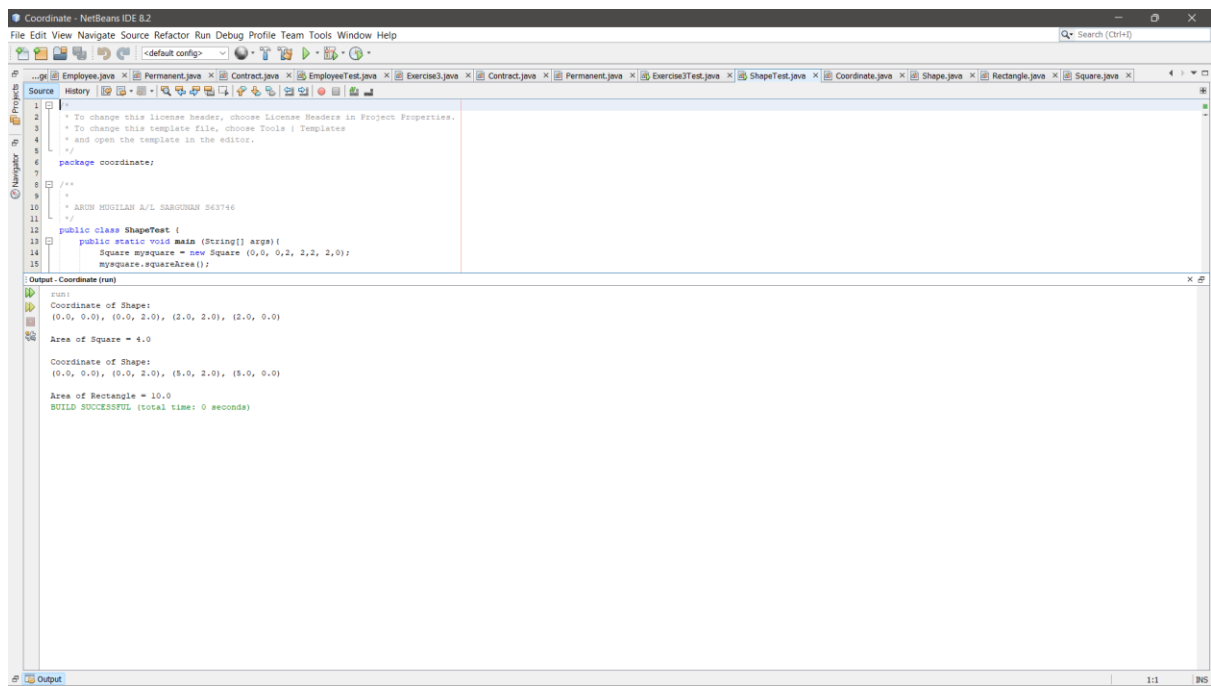 Coordinate - NetBeans IDE 8.2
File Edit View Navigate Source Refactor Run Debug Profile Team Tools Window Help
Search (Ctrl+I)
<default config>
...ge Employee.java Permanent.java Contract.java EmployeeTest.java Exercise3.java Contract.java Permanent.java Exercise3Test.java ShapeTest.java Coordinate.java Shape.java Rectangle.java Square.java
Projects
Navigator
Source History
1 /*
2 * To change this license header, choose License Headers in Project Properties.
3 * To change this template file, choose Tools | Templates
4 * and open the template in the editor.
5 */
6 package coordinate;
7
8 /**
9 *
10 * ARUN MUGILAN A/L SARGUNAN S63746
11 */
12 public class ShapeTest {
13 public static void main (String[] args){
14 Square mysquare = new Square (0,0, 0,2, 2,2, 2,0);
15 mysquare.squareArea();
Output - Coordinate (run)
run:
Coordinate of Shape:
(0.0, 0.0), (0.0, 2.0), (2.0, 2.0), (2.0, 0.0)
Area of Square = 4.0
Coordinate of Shape:
(0.0, 0.0), (0.0, 2.0), (5.0, 2.0), (5.0, 0.0)
Area of Rectangle = 10.0
BUILD SUCCESSFUL (total time: 0 seconds)
Output
1:1 INS